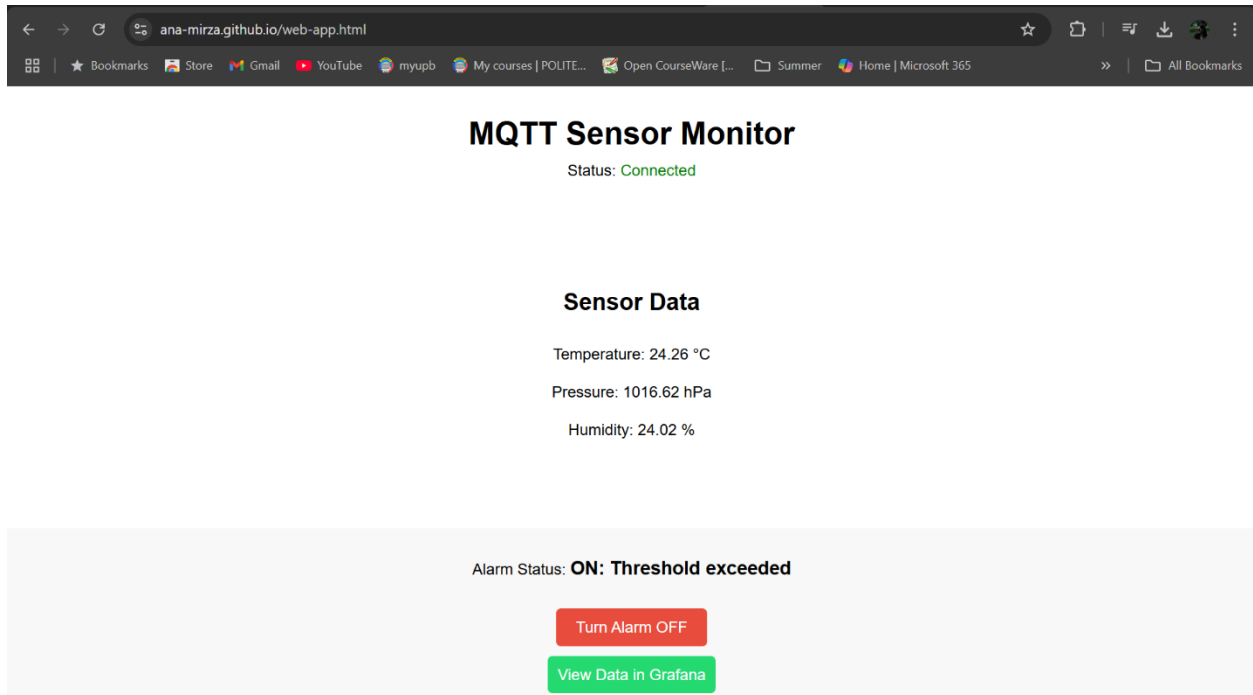 ana-mirza.github.io/web-app.html
Bookmarks Store Gmail YouTube myupb My courses | POLITE... Open CourseWare [... Summer Home | Microsoft 365 » All Bookmarks
MQTT Sensor Monitor
Status: Connected
Sensor Data
Temperature: 24.26 °C
Pressure: 1016.62 hPa
Humidity: 24.02 %
Alarm Status: ON: Threshold exceeded
Turn Alarm OFF
View Data in Grafana